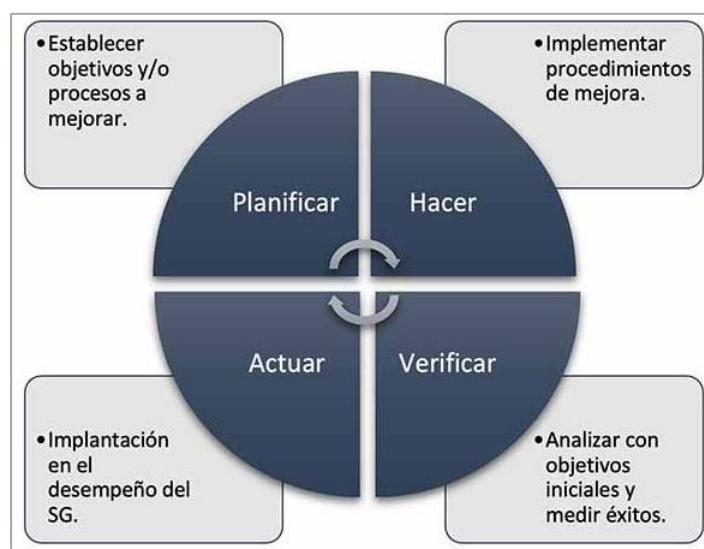 •Establecer
objetivos y/o
procesos a
mejorar.
•Implementar
procedimientos
de mejora.
Planificar
Hacer
Actuar
Verificar
•Implantación
en el
desempeño del
SG.
•Analizar con
objetivos
iniciales y
medir éxitos.